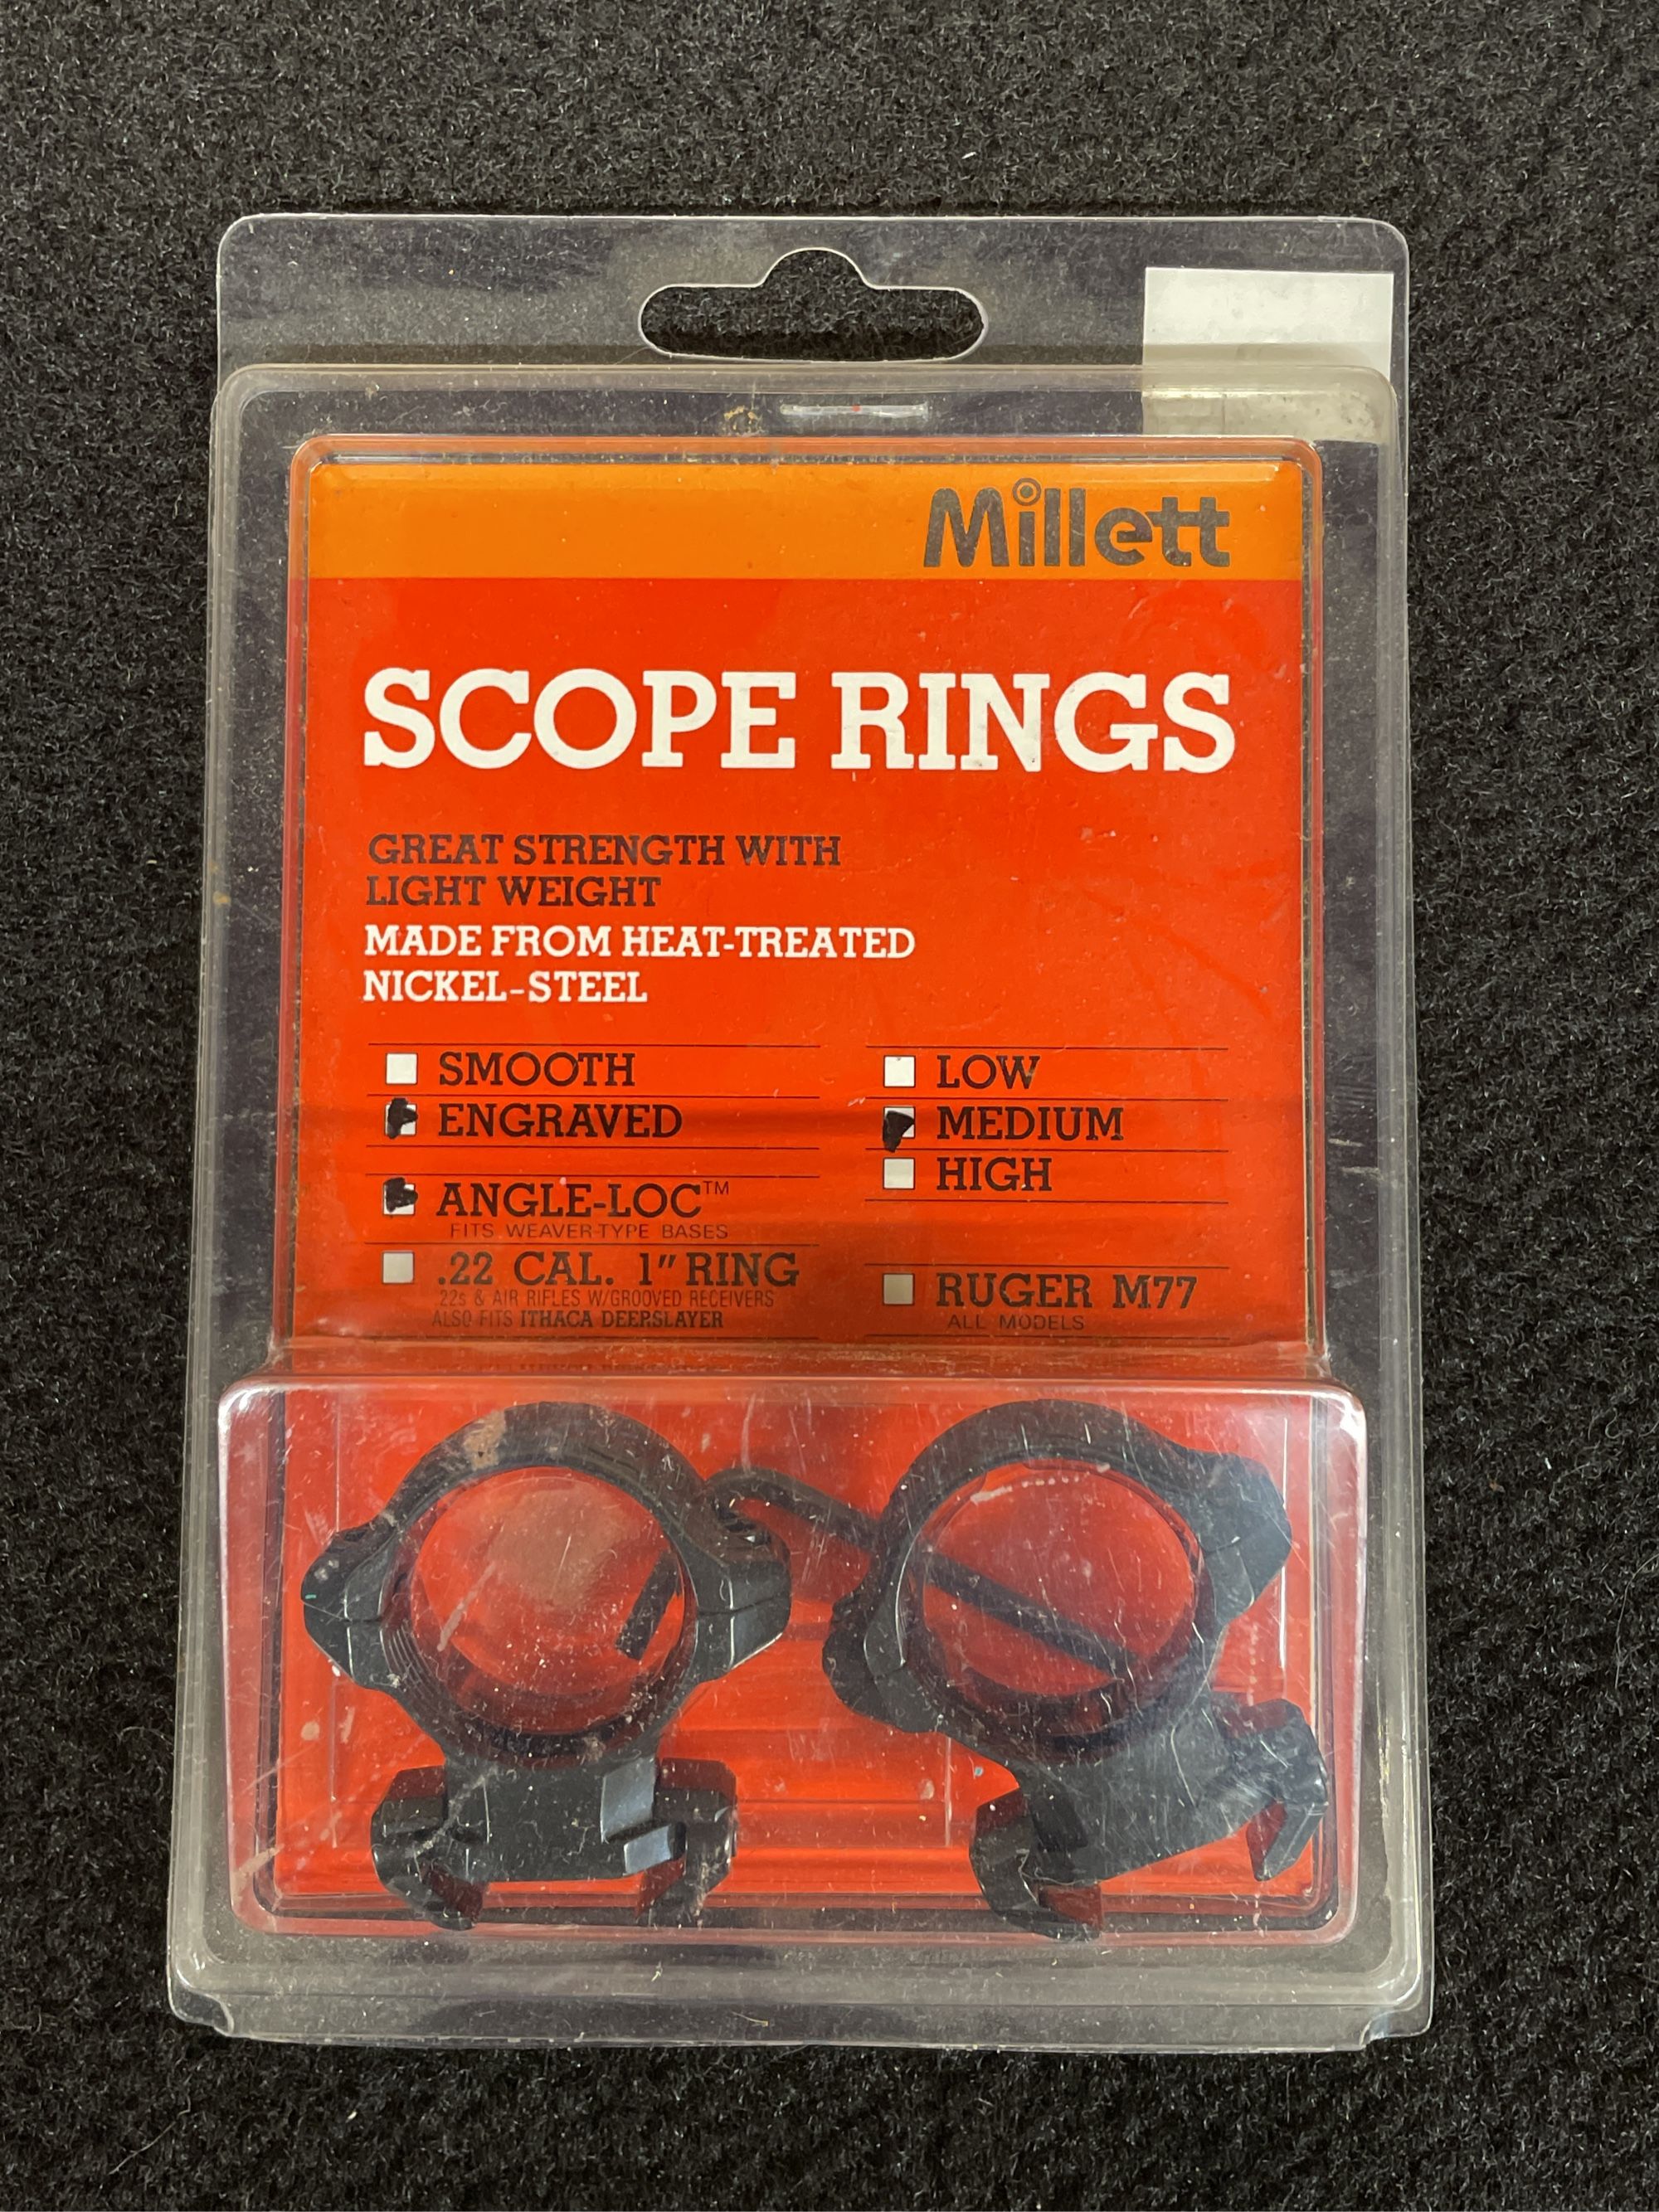 Millett
SCOPE RINGS
GREAT STRENGTH WITH
LIGHT WEIGHT
MADE FROM HEAT-TREATED
NICKEL-STEEL
SMOOTH
ENGRAVED
ANGLE-LOC™
FITS WEAVER-TYPE BASES
.22 CAL. 1" RING
.22s & AIR RIFLES W/GROOVED RECEIVERS
ALSO FITS ITHACA DEERSLAYER
LOW
MEDIUM
HIGH
RUGER M77
ALL MODELS